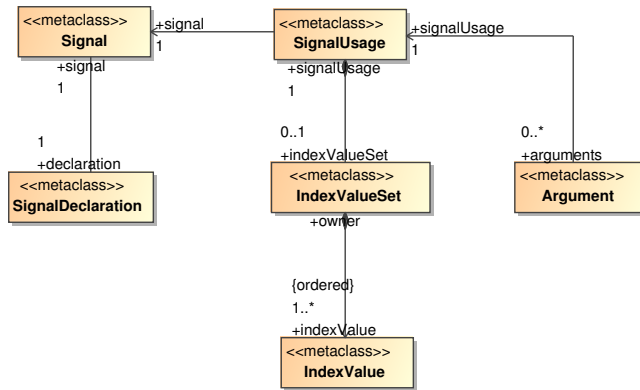 <<metaclass>>
Signal
+signal
1
<<metaclass>>
SignalUsage
+signalUsage
1
+signal
1
+signalUsage
1
1
+declaration
0..1
+indexValueSet
0..*
+arguments
<<metaclass>>
SignalDeclaration
<<metaclass>>
IndexValueSet
<<metaclass>>
Argument
+owner
{ordered}
1..*
+indexValue
<<metaclass>>
IndexValue